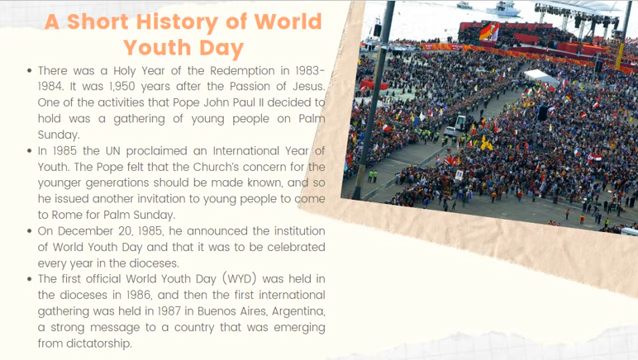 A Short History of World
Youth Day
• There was a Holy Year of the Redemption in 1983-
1984. It was 1,950 years after the Passion of Jesus.
One of the activities that Pope John Paul II decided to
hold was a gathering of young people on Palm
Sunday.
• In 1985 the UN proclaimed an International Year of
Youth. The Pope felt that the Church's concern for the
younger generations should be made known, and so
he issued another invitation to young people to come
to Rome for Palm Sunday.
• On December 20, 1985, he announced the institution
of World Youth Day and that it was to be celebrated
every year in the dioceses.
• The first official World Youth Day (WYD) was held in
the dioceses in 1986, and then the first international
gathering was held in 1987 in Buenos Aires, Argentina,
a strong message to a country that was emerging
from dictatorship.